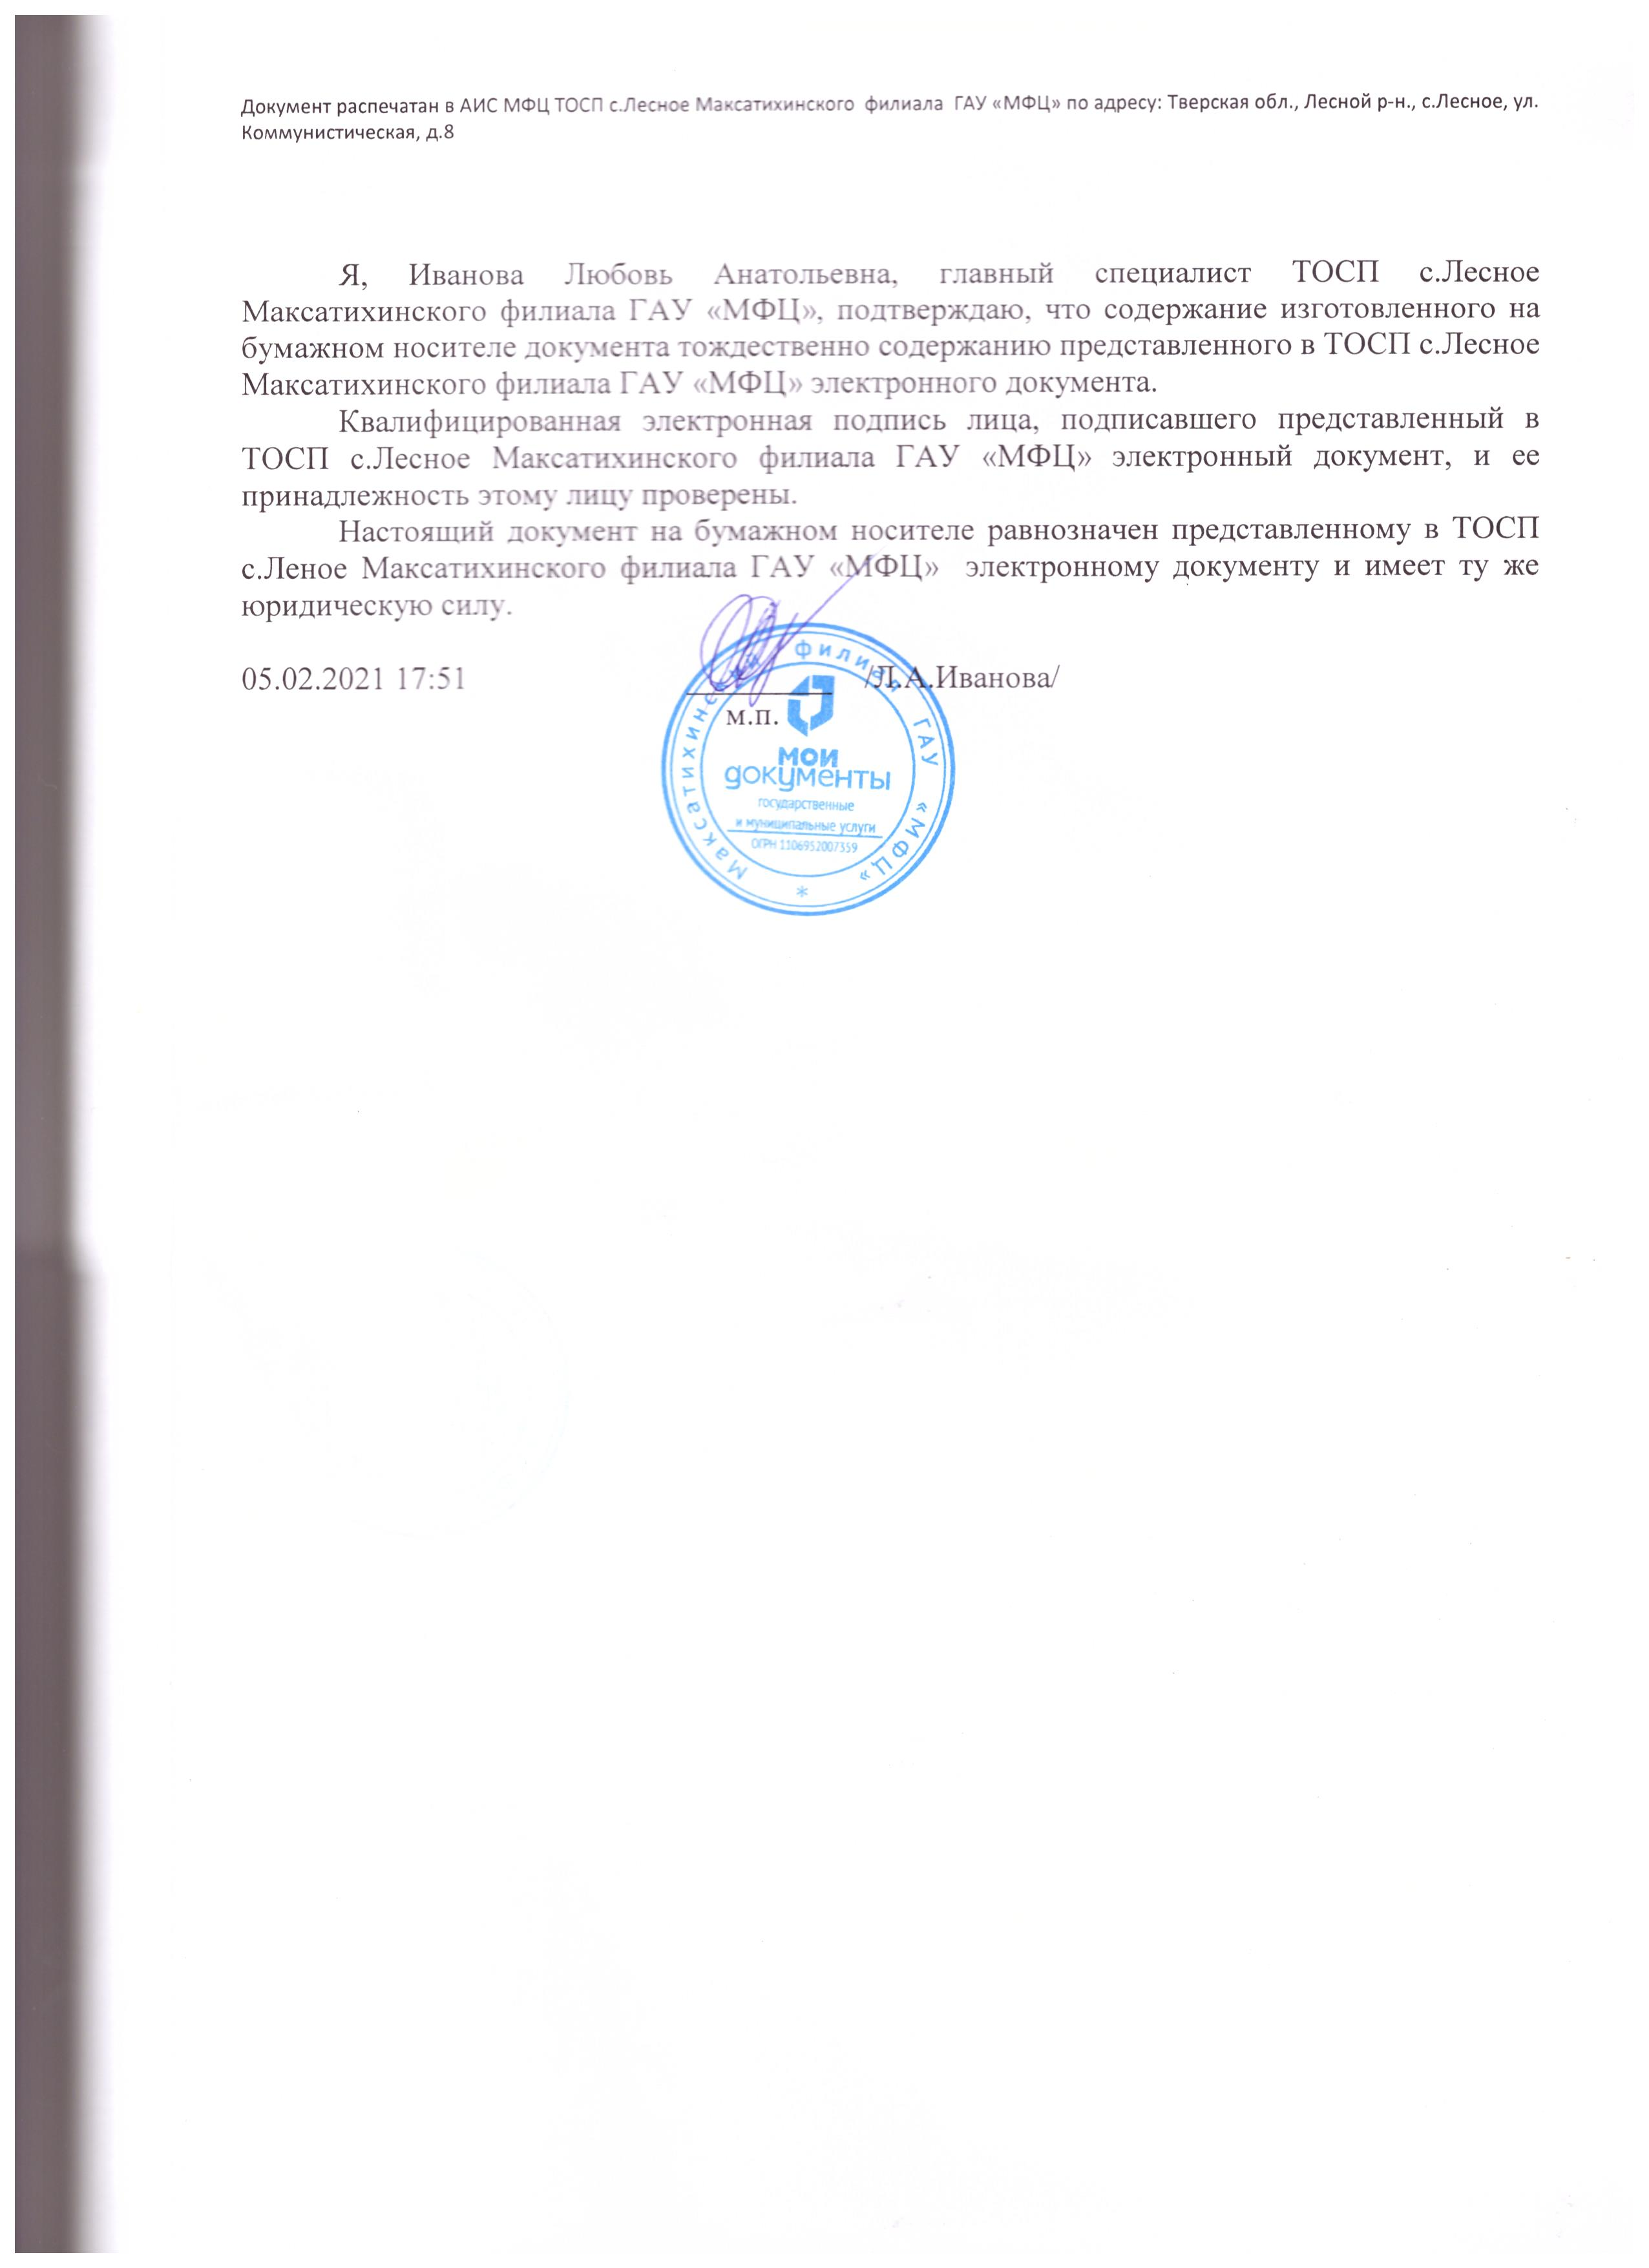 Документ распечатан в АИС МФЦ ТОСП с.Лесное Максатихинского филиала ГАУ «МФЦ» по адресу: Тверская обл., Лесной р-н., с.Лесное, ул.
Коммунистическая, д.8
Я, Иванова Любовь Анатольевна, главный специалист ТОСП с.Лесное
Максатихинского филиала ГАУ «МФЦ», подтверждаю, что содержание изготовленного на
бумажном носителе документа тождественно содержанию представленного в ТОСП с.Лесное
Максатихинского филиала ГАУ «МФЦ» электронного документа.
Квалифицированная электронная подпись лица, подписавшего представленный в
ТОСП с.Лесное Максатихинского филиала ГАУ «МФЦ» электронный документ, и ее
принадлежность этому лицу проверены.
Настоящий документ на бумажном носителе равнозначен представленному в ТОСП
с.Леное Максатихинского филиала ГАУ «МФЦ» электронному документу и имеет ту же
юридическую силу.
05.02.2021 17:51 /Л.А.Иванова/
м.п.
Максатихинский филиал ГАУ «МФЦ» *
мои
документы
государственные
и муниципальные услуги
ОГРН 1106952007359